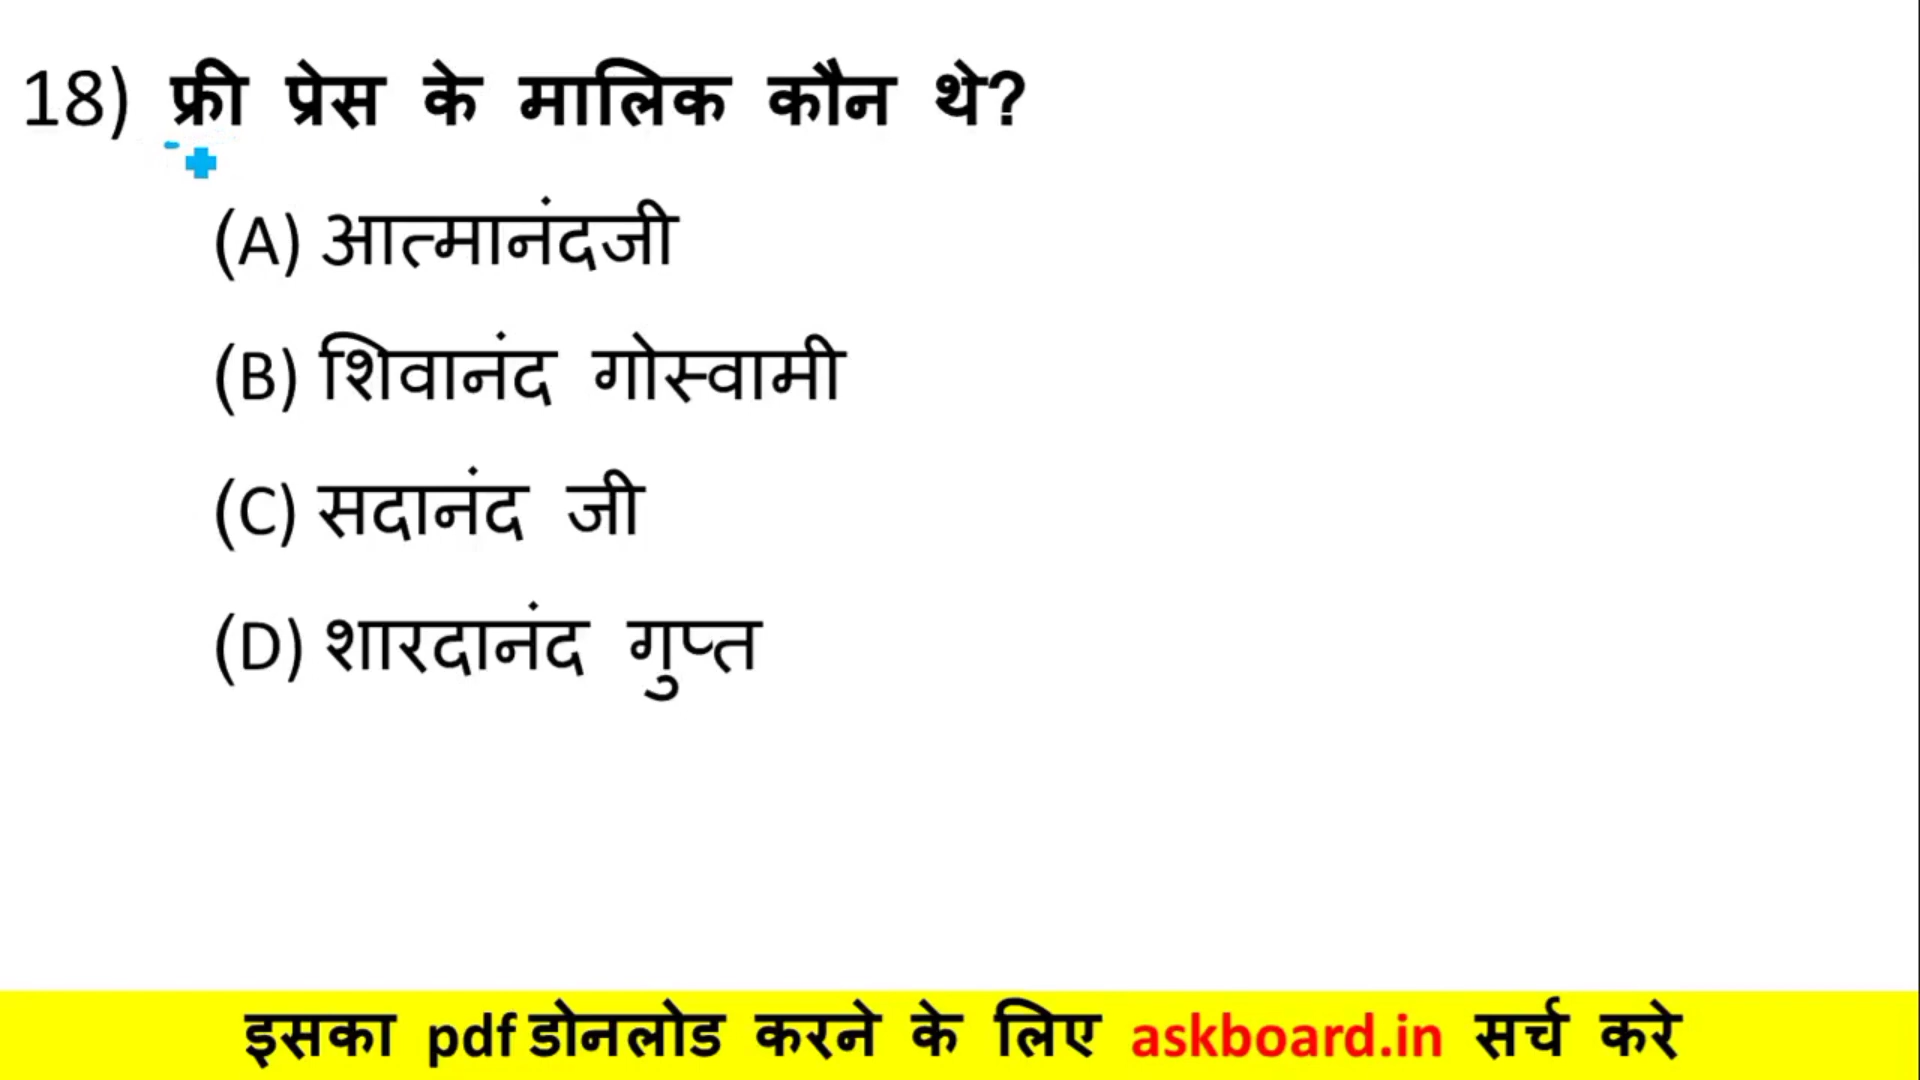 18) फ्री प्रेस के मालिक कौन थे?
(A) आत्मानंदजी
(B) शिवानंद गोस्वामी
(C) सदानंद जी
(D) शारदानंद गुप्त
इसका pdf डोनलोड करने के लिए askboard.in सर्च करे